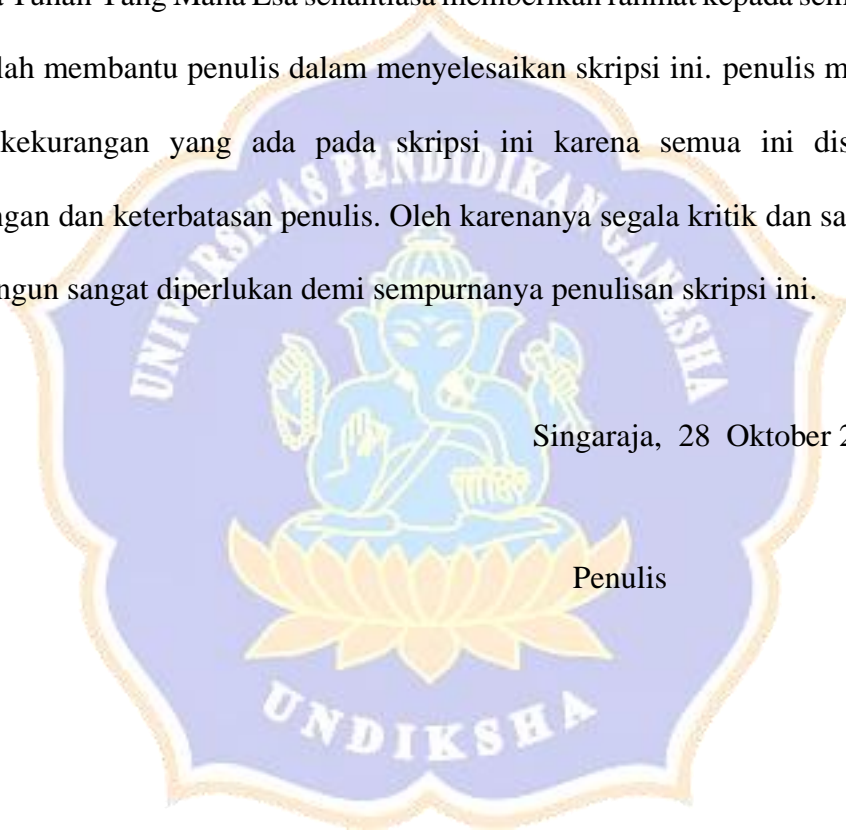 Tuhan Yang Maha Esa senantiasa memberikan rahmat kepada
lah membantu penulis dalam menyelesaikan skripsi ini. penulis m
kekurangan yang ada pada skripsi ini karena semua ini dis
ngan dan keterbatasan penulis. Oleh karenanya segala kritik dan sa
ngun sangat diperlukan demi sempurnanya penulisan skripsi ini.
UNIVERSITAS PENDIDIKAN GANESHA
Singaraja, 28 Oktober 2
Penulis
UNDIKSHA